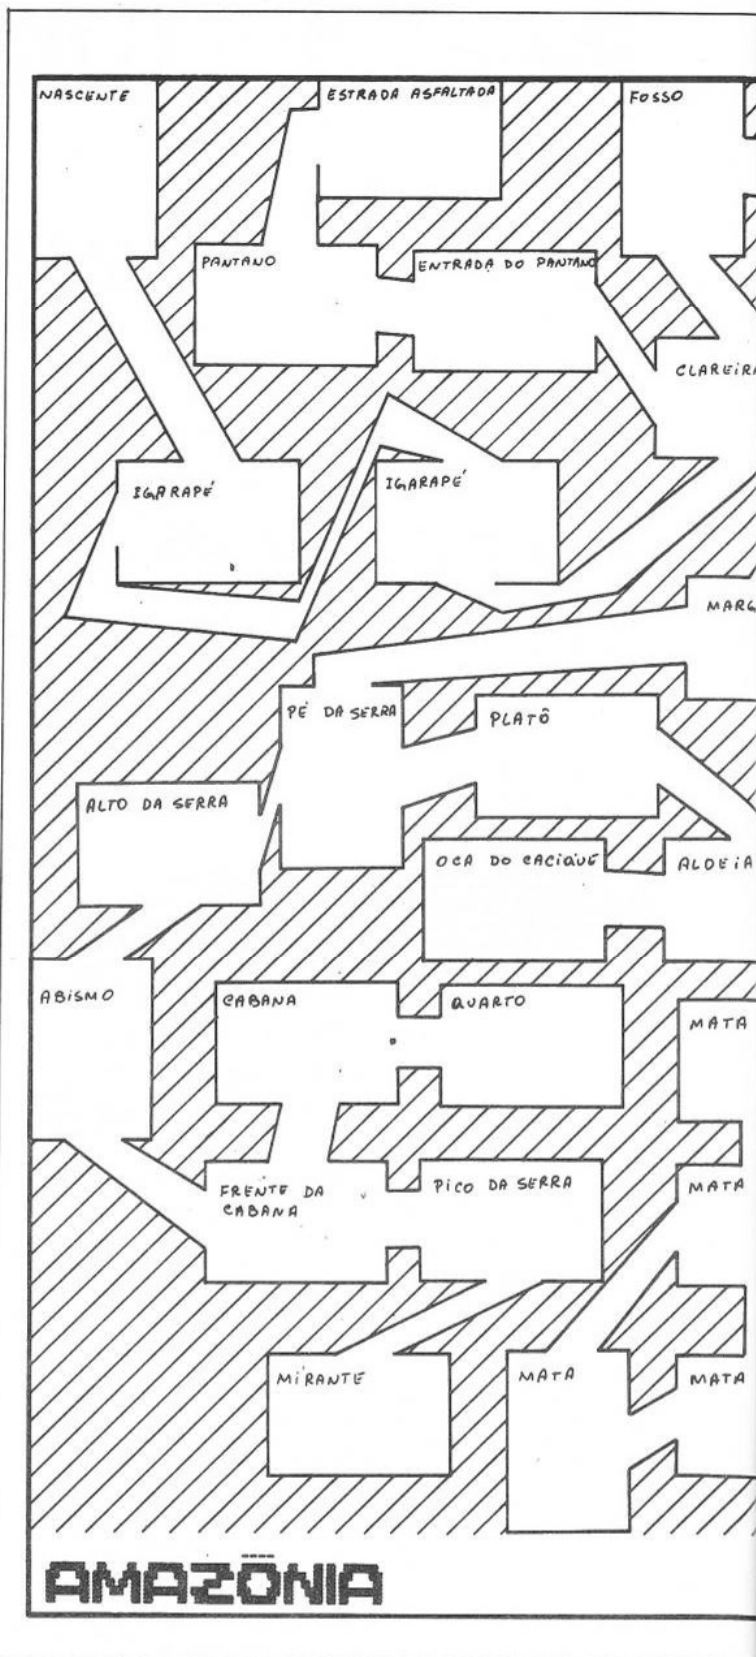 NASCENTE
ESTRADA ASFALTADA
FOSSO
PANTANO
ENTRADA DO PANTANO
CLAREIRA
IGARAPÉ
IGARAPÉ
MARG
PÉ DA SERRA
PLATÔ
ALTO DA SERRA
OCA DO CACIQUE
ALDEIA
ABISMO
CABANA
QUARTO
MATA
FRENTE DA
CABANA
PICO DA SERRA
MATA
MIRANTE
MATA
MATA
AMAZÔNIA